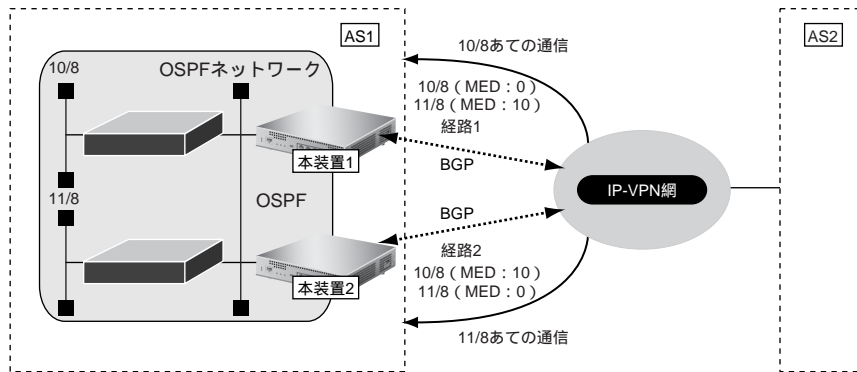 AS1
AS2
10/8あての通信
10/8
OSPFネットワーク
10/8（MED：0）
11/8（MED：10）
経路1
本装置1
BGP
IP-VPN網
11/8
OSPF
BGP
経路2
10/8（MED：10）
11/8（MED：0）
本装置2
11/8あての通信